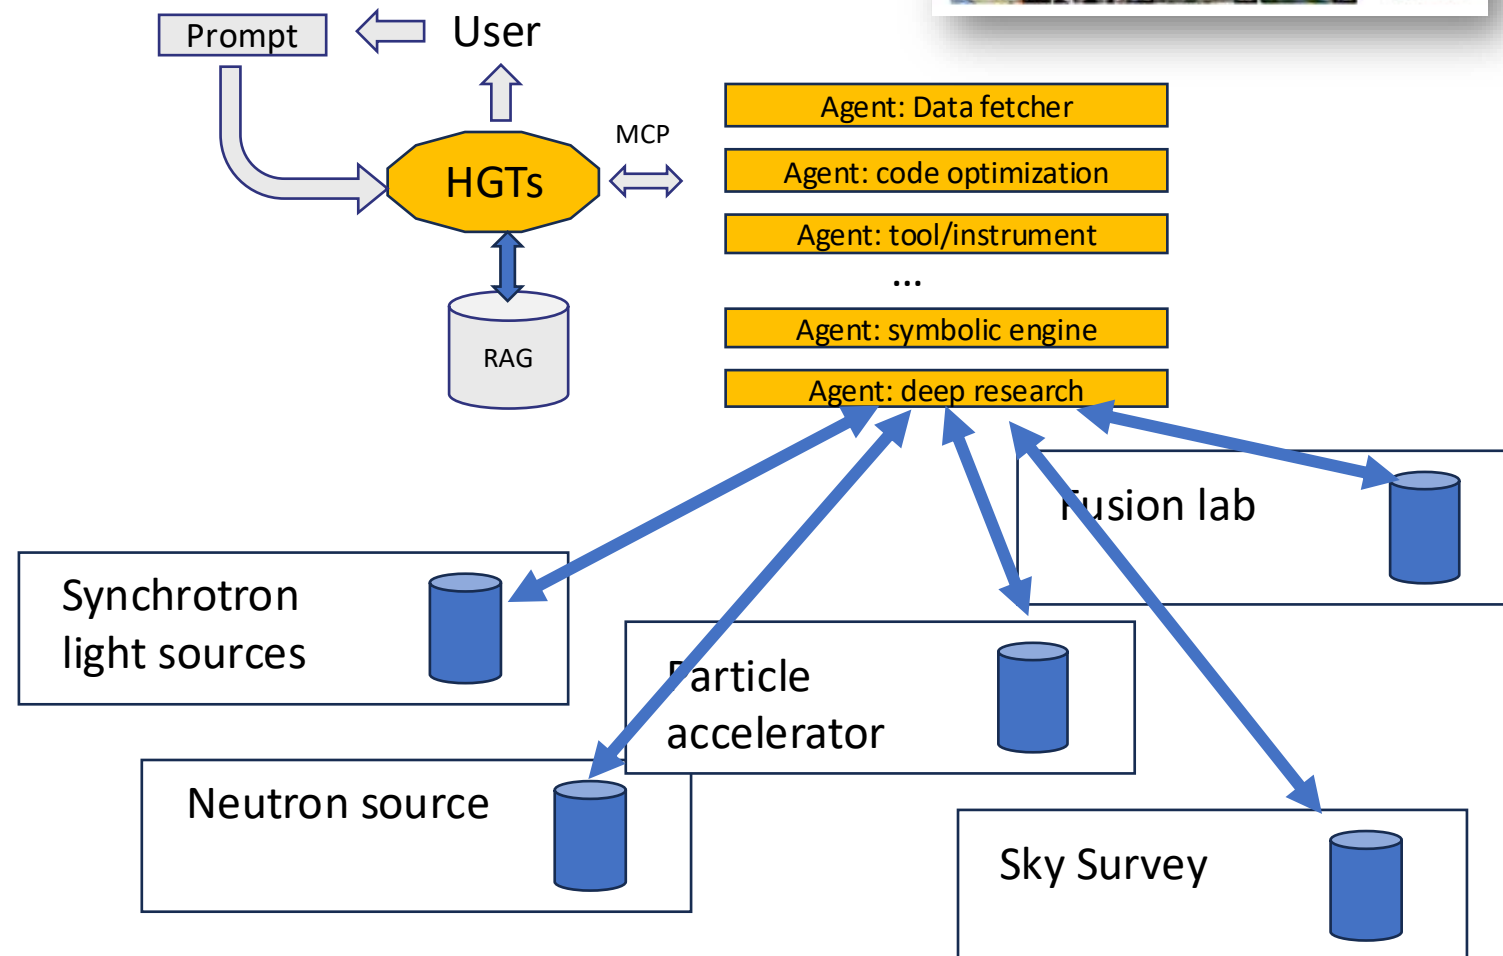 Prompt
User
MCP
HGTs
RAG
Agent: Data fetcher
Agent: code optimization
Agent: tool/instrument
...
Agent: symbolic engine
Agent: deep research
Fusion lab
Synchrotron
light sources
Particle
accelerator
Neutron source
Sky Survey